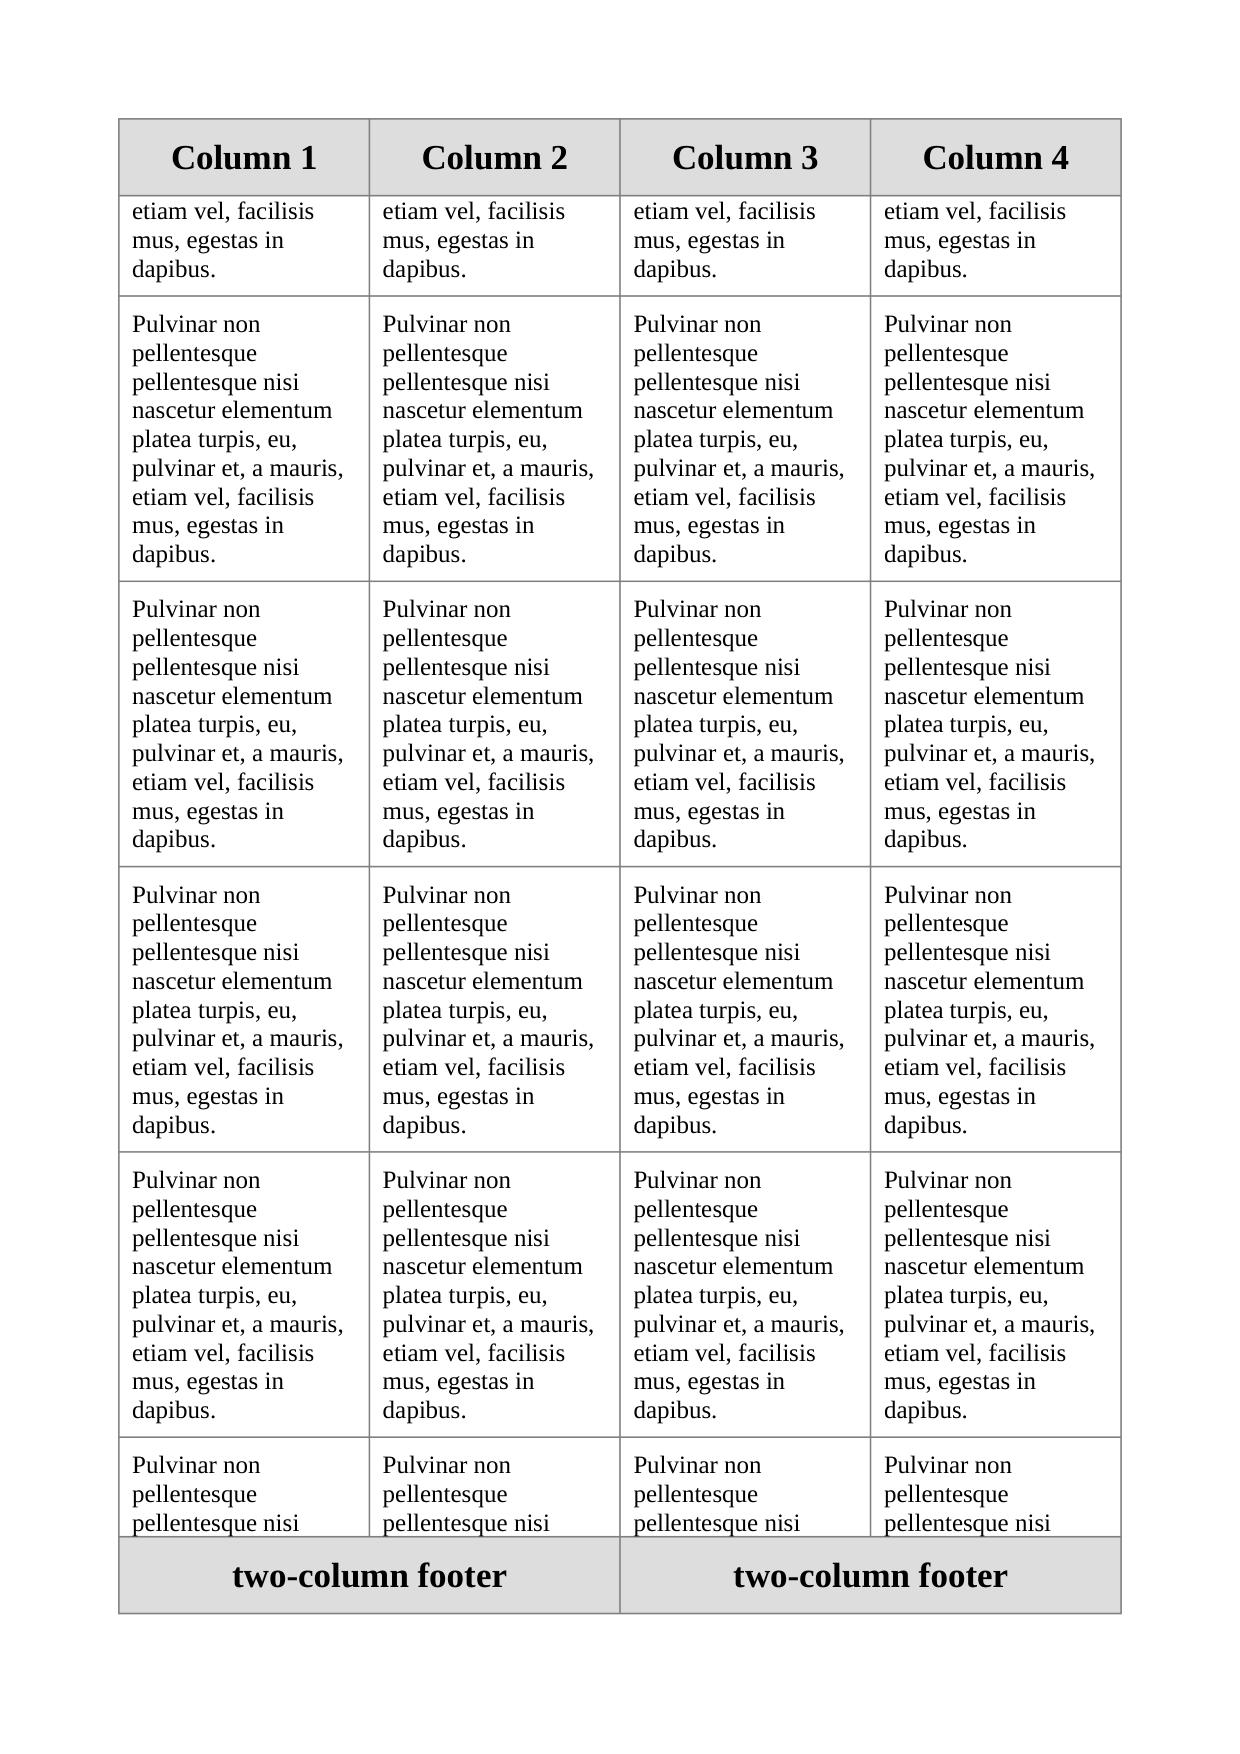 Column 1
Column 2
Column 3
Column 4
etiam vel, facilisis
mus, egestas in
dapibus.
etiam vel, facilisis
mus, egestas in
dapibus.
etiam vel, facilisis
mus, egestas in
dapibus.
etiam vel, facilisis
mus, egestas in
dapibus.
Pulvinar non
pellentesque
pellentesque nisi
nascetur elementum
platea turpis, eu,
pulvinar et, a mauris,
etiam vel, facilisis
mus, egestas in
dapibus.
Pulvinar non
pellentesque
pellentesque nisi
nascetur elementum
platea turpis, eu,
pulvinar et, a mauris,
etiam vel, facilisis
mus, egestas in
dapibus.
Pulvinar non
pellentesque
pellentesque nisi
nascetur elementum
platea turpis, eu,
pulvinar et, a mauris,
etiam vel, facilisis
mus, egestas in
dapibus.
Pulvinar non
pellentesque
pellentesque nisi
nascetur elementum
platea turpis, eu,
pulvinar et, a mauris,
etiam vel, facilisis
mus, egestas in
dapibus.
Pulvinar non
pellentesque
pellentesque nisi
nascetur elementum
platea turpis, eu,
pulvinar et, a mauris,
etiam vel, facilisis
mus, egestas in
dapibus.
Pulvinar non
pellentesque
pellentesque nisi
nascetur elementum
platea turpis, eu,
pulvinar et, a mauris,
etiam vel, facilisis
mus, egestas in
dapibus.
Pulvinar non
pellentesque
pellentesque nisi
nascetur elementum
platea turpis, eu,
pulvinar et, a mauris,
etiam vel, facilisis
mus, egestas in
dapibus.
Pulvinar non
pellentesque
pellentesque nisi
nascetur elementum
platea turpis, eu,
pulvinar et, a mauris,
etiam vel, facilisis
mus, egestas in
dapibus.
Pulvinar non
pellentesque
pellentesque nisi
nascetur elementum
platea turpis, eu,
pulvinar et, a mauris,
etiam vel, facilisis
mus, egestas in
dapibus.
Pulvinar non
pellentesque
pellentesque nisi
nascetur elementum
platea turpis, eu,
pulvinar et, a mauris,
etiam vel, facilisis
mus, egestas in
dapibus.
Pulvinar non
pellentesque
pellentesque nisi
nascetur elementum
platea turpis, eu,
pulvinar et, a mauris,
etiam vel, facilisis
mus, egestas in
dapibus.
Pulvinar non
pellentesque
pellentesque nisi
nascetur elementum
platea turpis, eu,
pulvinar et, a mauris,
etiam vel, facilisis
mus, egestas in
dapibus.
Pulvinar non
pellentesque
pellentesque nisi
nascetur elementum
platea turpis, eu,
pulvinar et, a mauris,
etiam vel, facilisis
mus, egestas in
dapibus.
Pulvinar non
pellentesque
pellentesque nisi
nascetur elementum
platea turpis, eu,
pulvinar et, a mauris,
etiam vel, facilisis
mus, egestas in
dapibus.
Pulvinar non
pellentesque
pellentesque nisi
nascetur elementum
platea turpis, eu,
pulvinar et, a mauris,
etiam vel, facilisis
mus, egestas in
dapibus.
Pulvinar non
pellentesque
pellentesque nisi
nascetur elementum
platea turpis, eu,
pulvinar et, a mauris,
etiam vel, facilisis
mus, egestas in
dapibus.
Pulvinar non
pellentesque
pellentesque nisi
Pulvinar non
pellentesque
pellentesque nisi
Pulvinar non
pellentesque
pellentesque nisi
Pulvinar non
pellentesque
pellentesque nisi
two-column footer
two-column footer